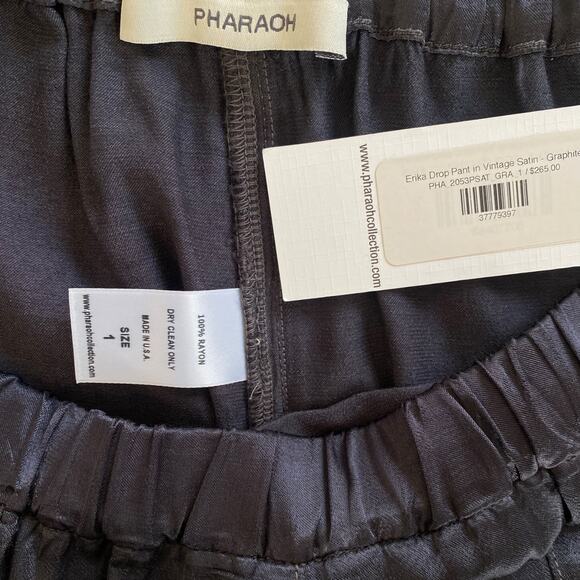 PHARAOH
Erika Drop Pant in Vintage Satin - Graphite
PHA_2053PSAT_GRA_1 / $265.00
37779397
www.pharaohcollection.com
100% RAYON
DRY CLEAN ONLY
MADE IN U.S.A.
SIZE
1
www.pharaohcollection.com